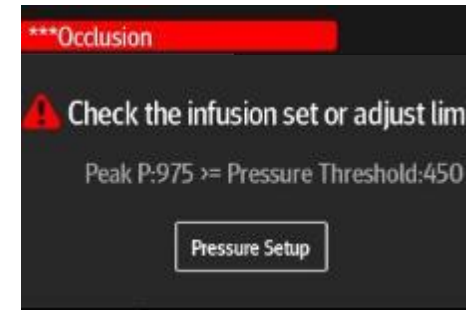 ***Occlusion
Check the infusion set or adjust lim
Peak P:975 >= Pressure Threshold:450
Pressure Setup